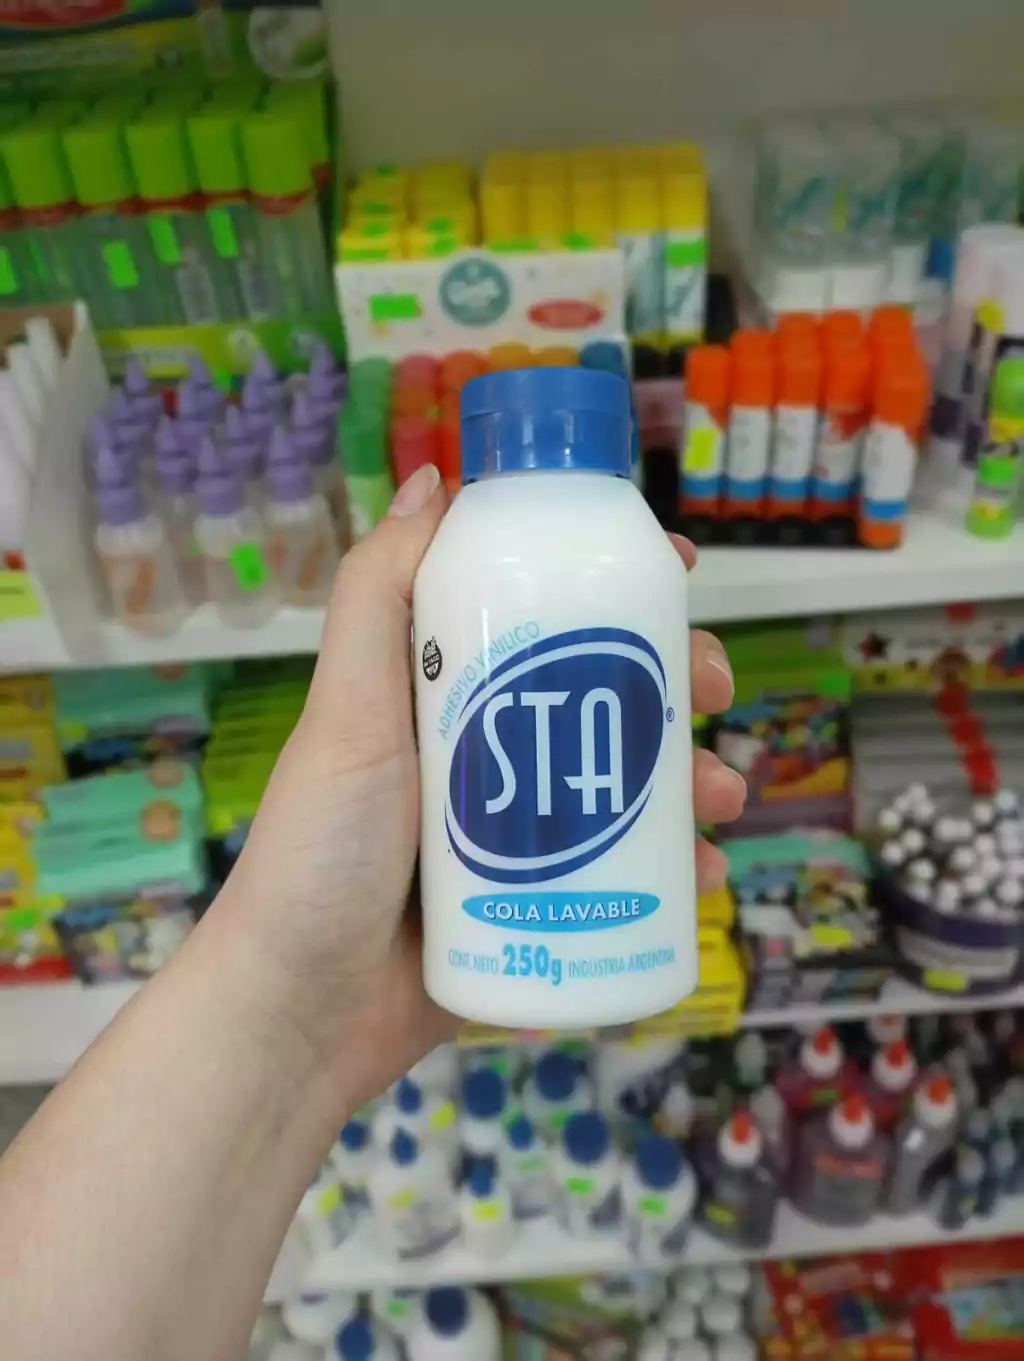 ADHESIVO VINILICO
STA®
COLA LAVABLE
CONT. NETO 250g INDUSTRIA ARGENTINA